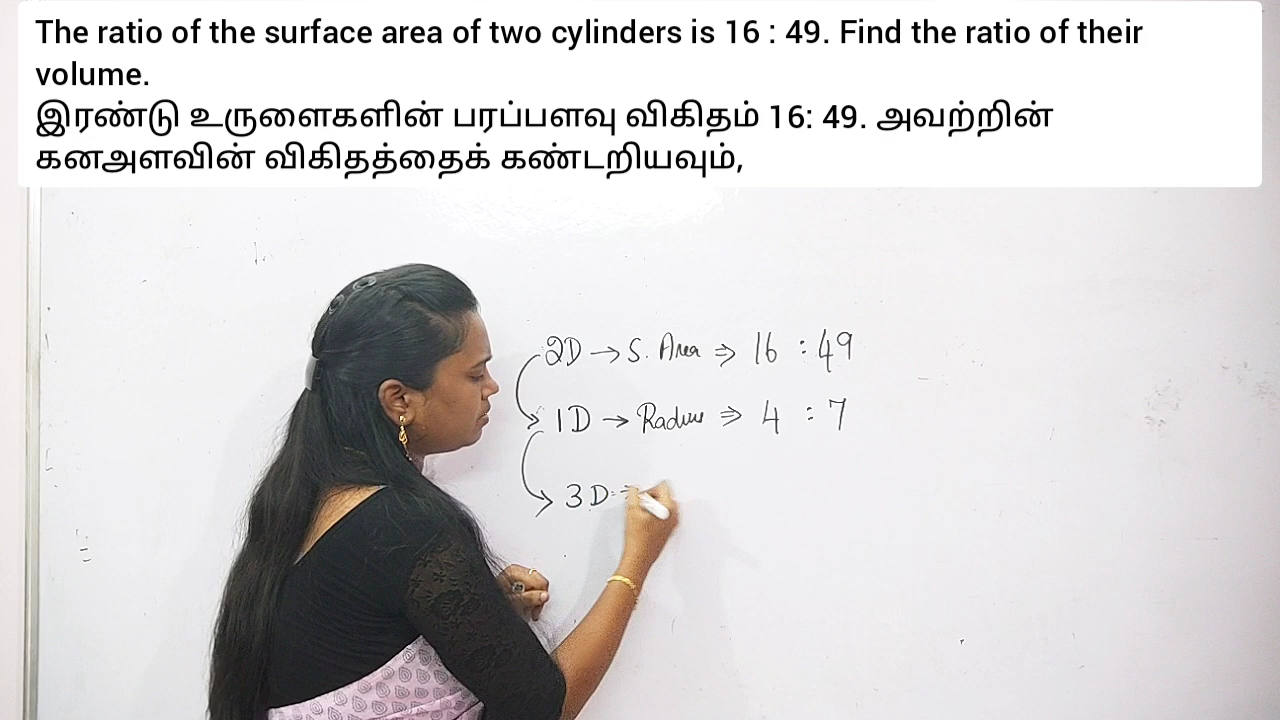 The ratio of the surface area of two cylinders is 16 : 49. Find the ratio of their
volume.
இரண்டு உருளைகளின் பரப்பளவு விகிதம் 16: 49. அவற்றின்
கனஅளவின் விகிதத்தைக் கண்டறியவும்,
2D → S. Area ⇒ 16 : 49
1D → Radius ⇒ 4 : 7
3D